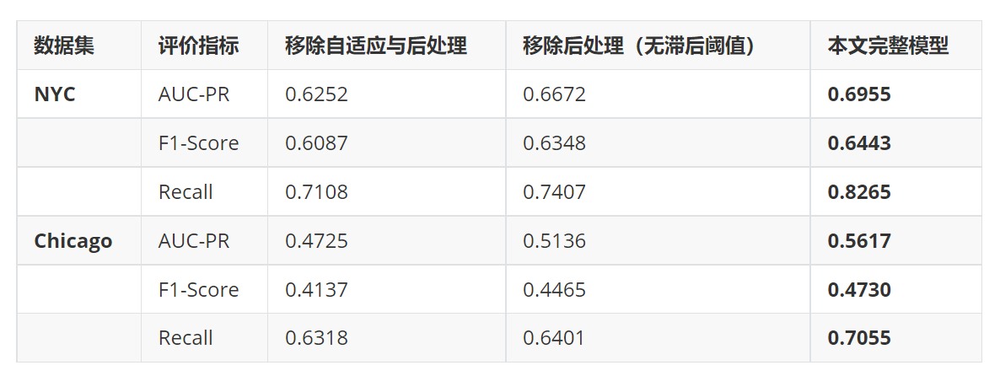 数据集 评价指标 移除自适应与后处理 移除后处理（无滞后阈值） 本文完整模型
NYC AUC-PR 0.6252 0.6672 0.6955
F1-Score 0.6087 0.6348 0.6443
Recall 0.7108 0.7407 0.8265
Chicago AUC-PR 0.4725 0.5136 0.5617
F1-Score 0.4137 0.4465 0.4730
Recall 0.6318 0.6401 0.7055